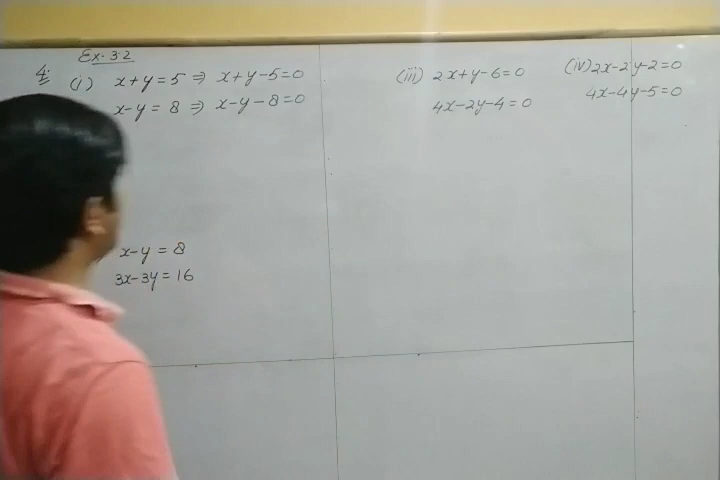 Ex. 3.2
4. (i) x+y=5 ⇒ x+y-5=0
x-y=8 ⇒ x-y-8=0
x-y=8
3x-3y=16
(iii) 2x+y-6=0
4x-2y-4=0
(iv) 2x-2y-2=0
4x-4y-5=0